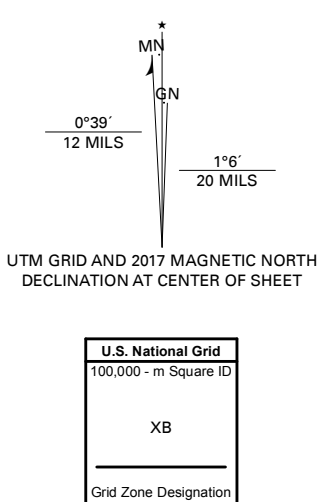 ★
MN
GN
0°39´
12 MILS
1°6´
20 MILS
UTM GRID AND 2017 MAGNETIC NORTH
DECLINATION AT CENTER OF SHEET
U.S. National Grid
100,000 - m Square ID
XB
Grid Zone Designation